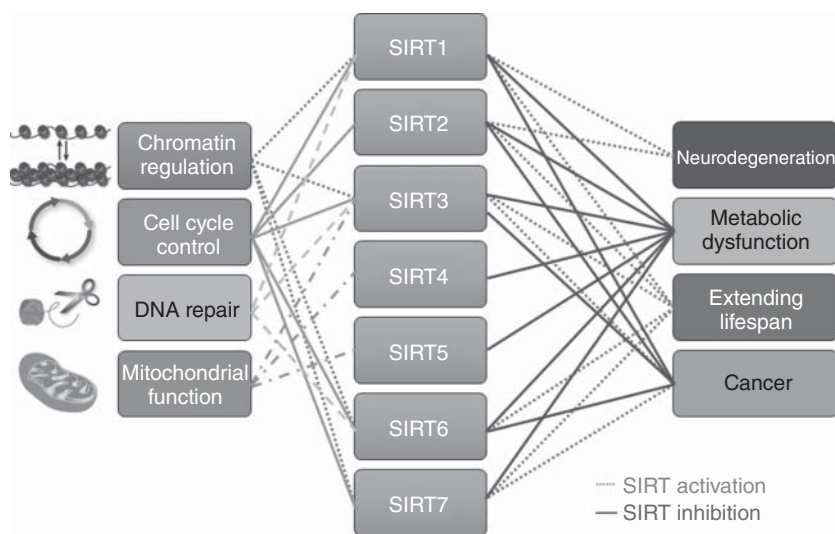 SIRT1
SIRT2
SIRT3
SIRT4
SIRT5
SIRT6
SIRT7
Chromatin
regulation
Cell cycle
control
DNA repair
Mitochondrial
function
Neurodegeneration
Metabolic
dysfunction
Extending
lifespan
Cancer
SIRT activation
SIRT inhibition